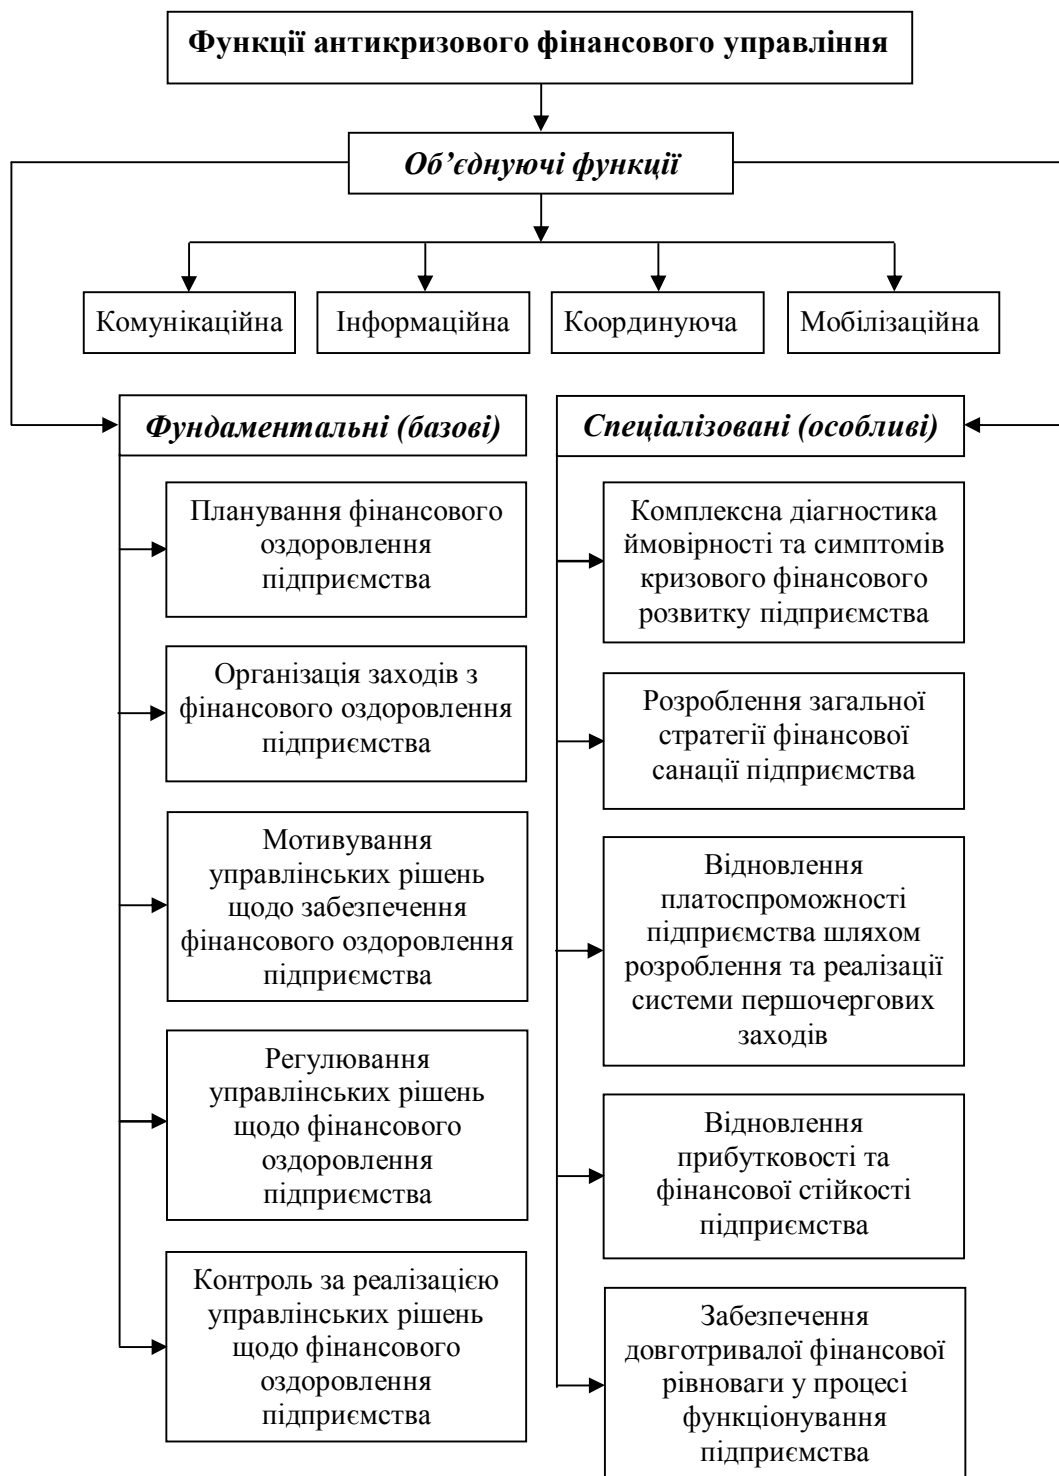 Функції антикризового фінансового управління
Об’єднуючі функції
Комунікаційна
Інформаційна
Координуюча
Мобілізаційна
Фундаментальні (базові)
Планування фінансового
оздоровлення
підприємства
Організація заходів з
фінансового оздоровлення
підприємства
Мотивування
управлінських рішень
щодо забезпечення
фінансового оздоровлення
підприємства
Регулювання
управлінських рішень
щодо фінансового
оздоровлення
підприємства
Контроль за реалізацією
управлінських рішень
щодо фінансового
оздоровлення
підприємства
Спеціалізовані (особливі)
Комплексна діагностика
ймовірності та симптомів
кризового фінансового
розвитку підприємства
Розроблення загальної
стратегії фінансової
санації підприємства
Відновлення
платоспроможності
підприємства шляхом
розроблення та реалізації
системи першочергових
заходів
Відновлення
прибутковості та
фінансової стійкості
підприємства
Забезпечення
довготривалої фінансової
рівноваги у процесі
функціонування
підприємства